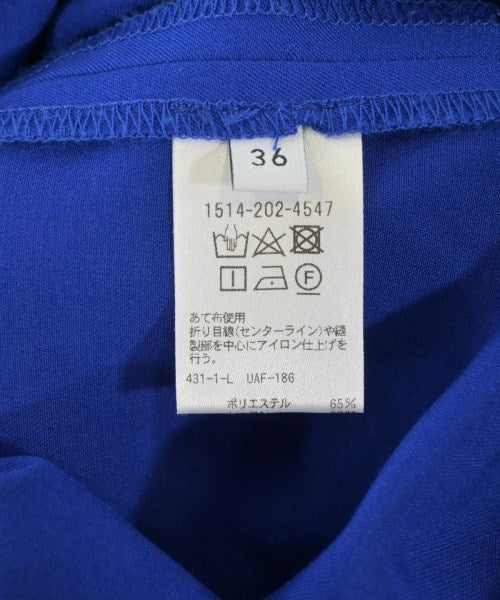 36
1514-202-4547
F
あて布使用
折り目線(センターライン)や縫
製部を中心にアイロン仕上げを
行う。
431-1-L UAF-186
ポリエステル 65%